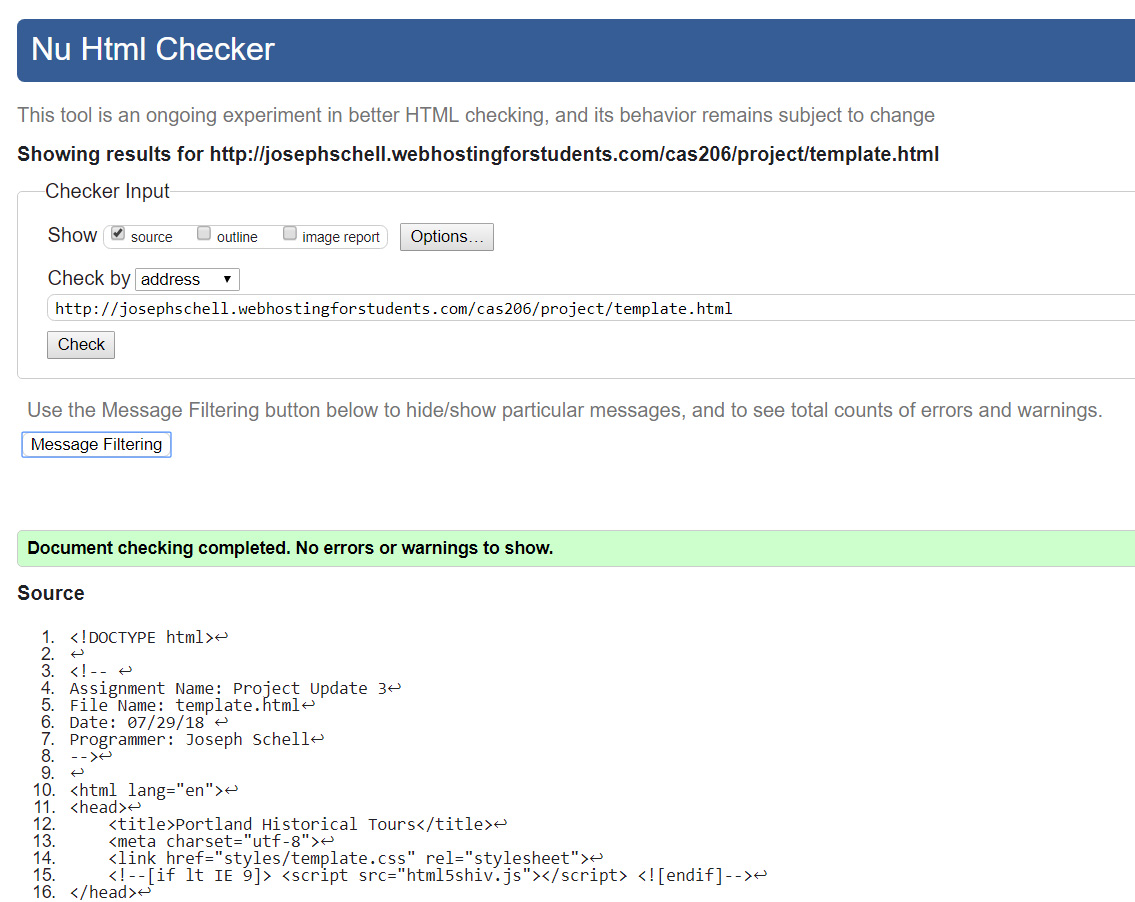 Nu Html Checker
This tool is an ongoing experiment in better HTML checking, and its behavior remains subject to change
Showing results for http://josephschell.webhostingforstudents.com/cas206/project/template.html
Checker Input
Show source outline image report Options...
Check by address
http://josephschell.webhostingforstudents.com/cas206/project/template.html
Check
Use the Message Filtering button below to hide/show particular messages, and to see total counts of errors and warnings.
Message Filtering
Document checking completed. No errors or warnings to show.
Source
1. <!DOCTYPE html>↩
2. ↩
3. <!-- ↩
4. Assignment Name: Project Update 3↩
5. File Name: template.html↩
6. Date: 07/29/18 ↩
7. Programmer: Joseph Schell↩
8. -->↩
9. ↩
10. <html lang="en">↩
11. <head>↩
12.     <title>Portland Historical Tours</title>↩
13.     <meta charset="utf-8">↩
14.     <link href="styles/template.css" rel="stylesheet">↩
15.     <!--[if lt IE 9]> <script src="html5shiv.js"></script> <![endif]-->↩
16. </head>↩